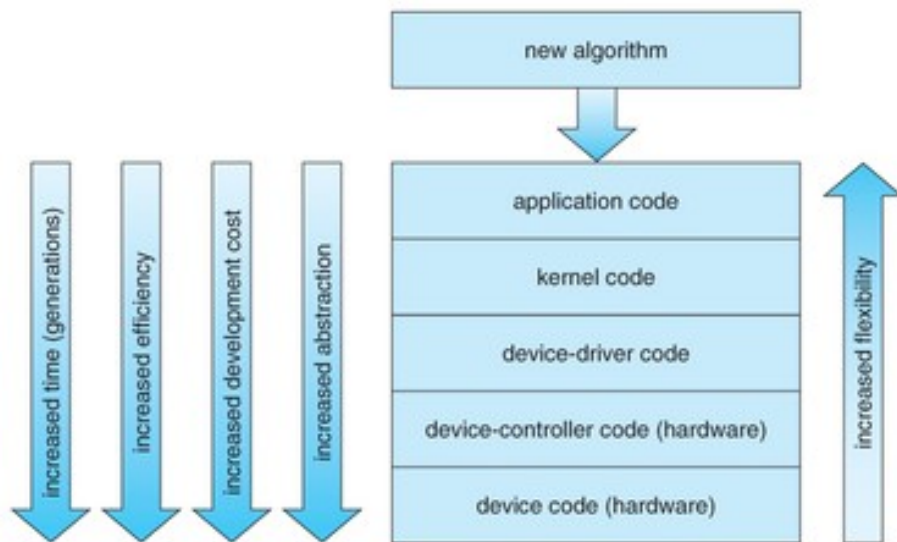 new algorithm
increased time (generations)
increased efficiency
increased development cost
increased abstraction
application code
kernel code
device-driver code
device-controller code (hardware)
device code (hardware)
increased flexibility